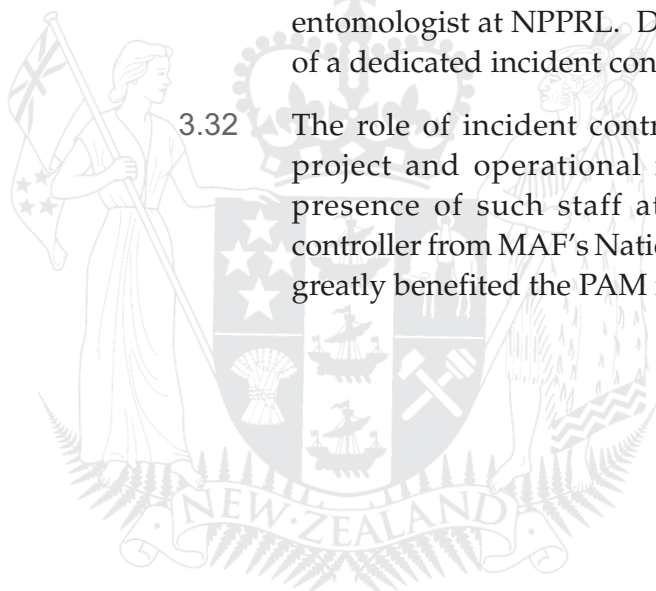 entomologist at NPPRL. D
of a dedicated incident con
3.32 The role of incident contr
project and operational
presence of such staff at
controller from MAF's Natio
greatly benefited the PAM
NEW·ZEALAND